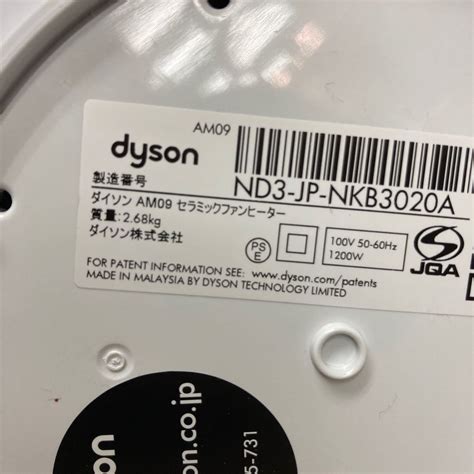 AM09
dyson
製造番号
ND3-JP-NKB3020A
ダイソン AM09 セラミックファンヒーター
質量:2.68kg
ダイソン株式会社
PS
E
100V 50-60Hz
1200W
JQA
FOR PATENT INFORMATION SEE: www.dyson.com/patents
MADE IN MALAYSIA BY DYSON TECHNOLOGY LIMITED
on
on.co.jp
5-731